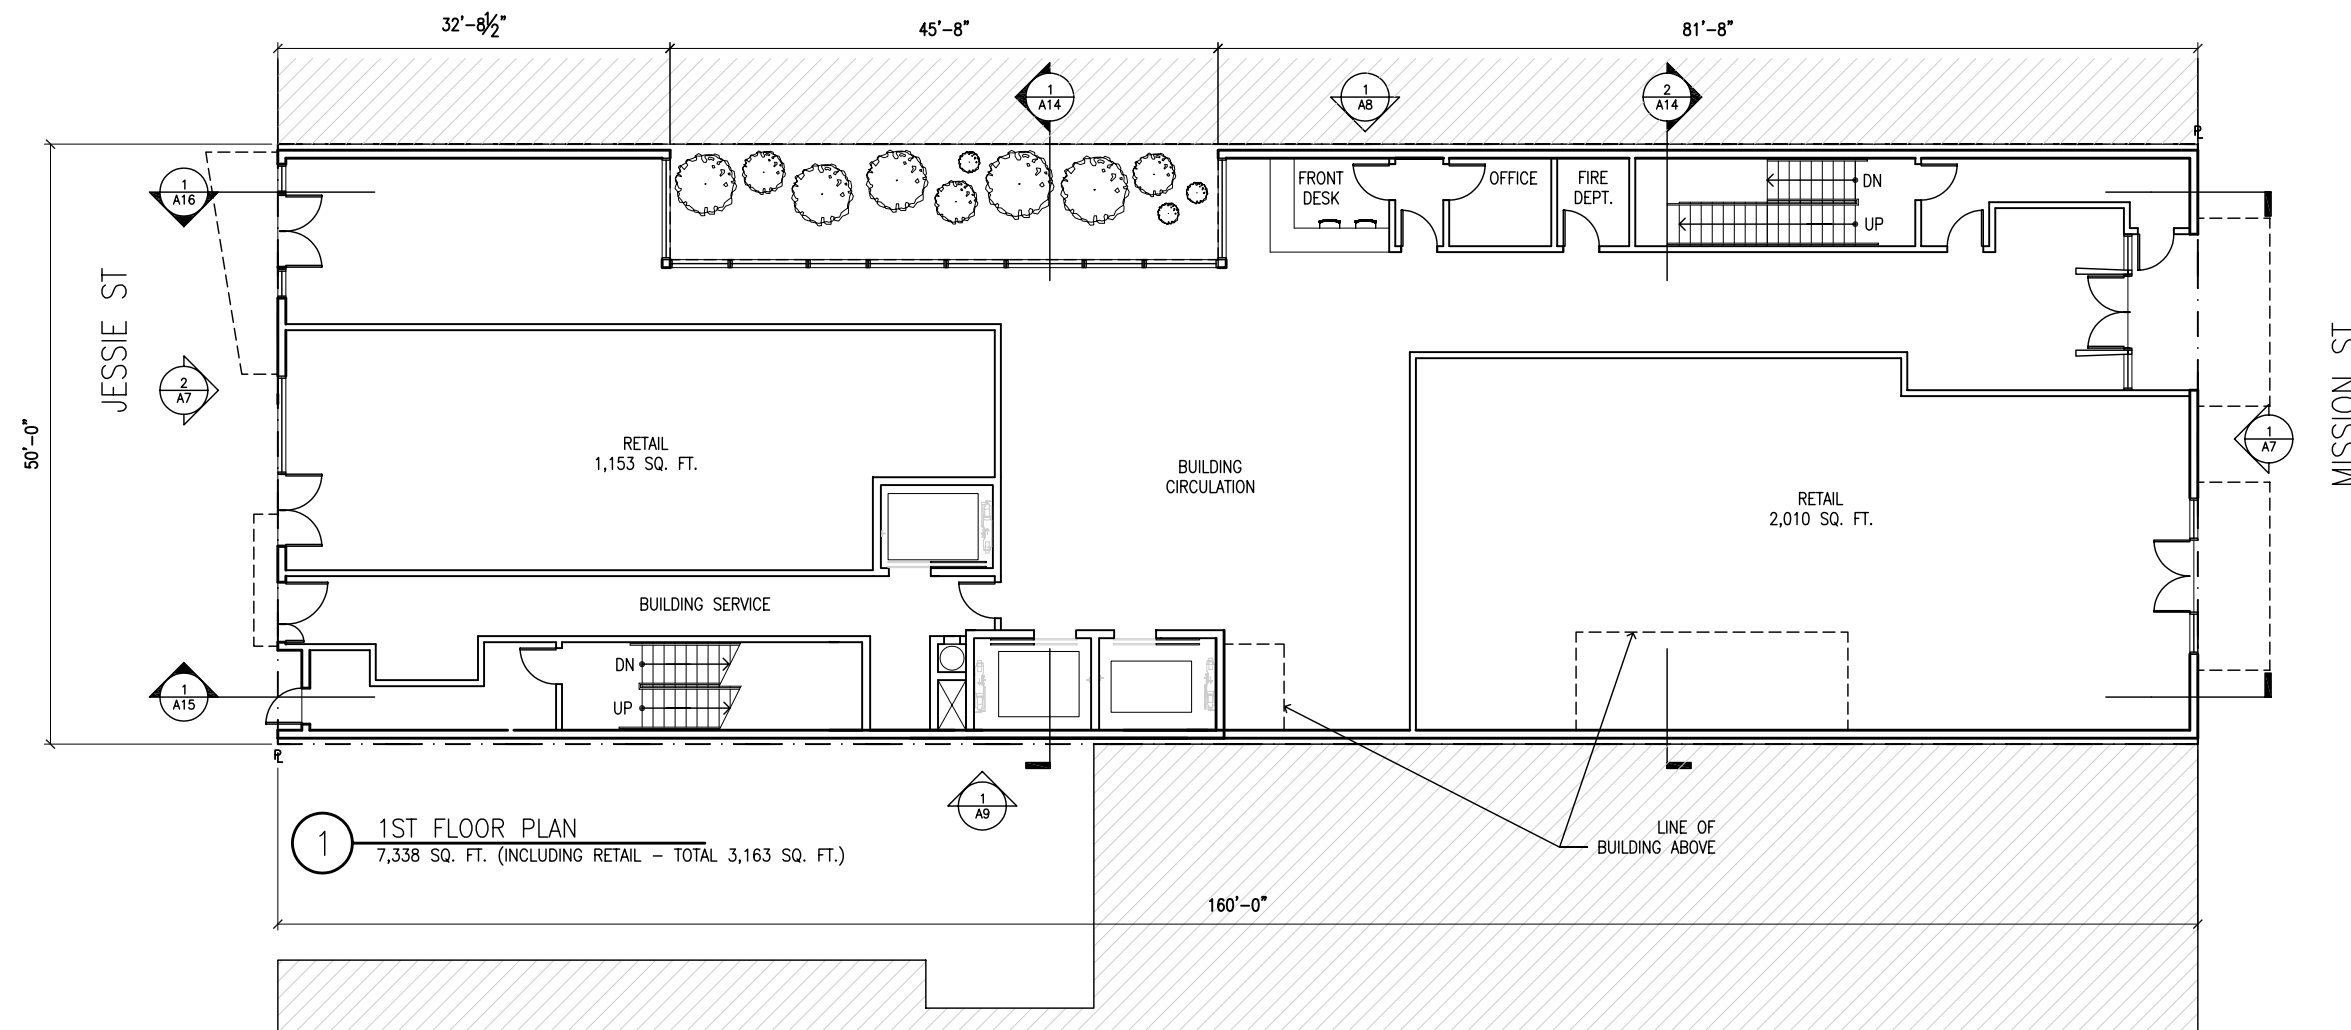 32'-8½"
45'-8"
81'-8"
1
A14
1
A8
2
A14
PL
1
A16
FRONT
DESK
OFFICE
FIRE
DEPT.
DN
UP
JESSIE ST
2
A7
50'-0"
RETAIL
1,153 SQ. FT.
BUILDING
CIRCULATION
RETAIL
2,010 SQ. FT.
1
A7
MISSION ST
BUILDING SERVICE
DN
UP
1
A15
PL
1
A9
1
1ST FLOOR PLAN
7,338 SQ. FT. (INCLUDING RETAIL – TOTAL 3,163 SQ. FT.)
LINE OF
BUILDING ABOVE
160'-0"